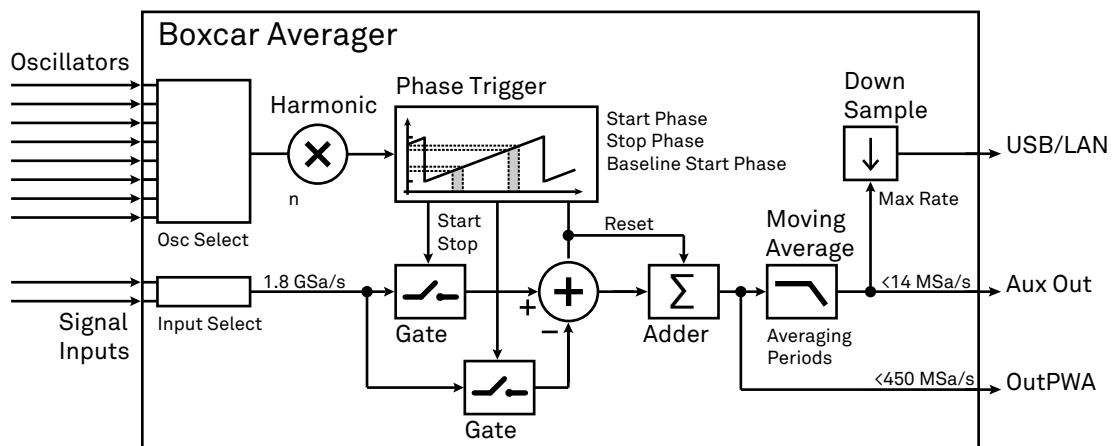 Boxcar Averager
Oscillators
Harmonic
n
Osc Select
Phase Trigger
Start Phase
Stop Phase
Baseline Start Phase
Down
Sample
USB/LAN
Max Rate
Start
Stop
Reset
Moving
Average
Signal
Inputs
Input Select
1.8 GSa/s
Gate
+
+
−
Σ
Adder
Averaging
Periods
<14 MSa/s
Aux Out
<450 MSa/s
OutPWA
Gate